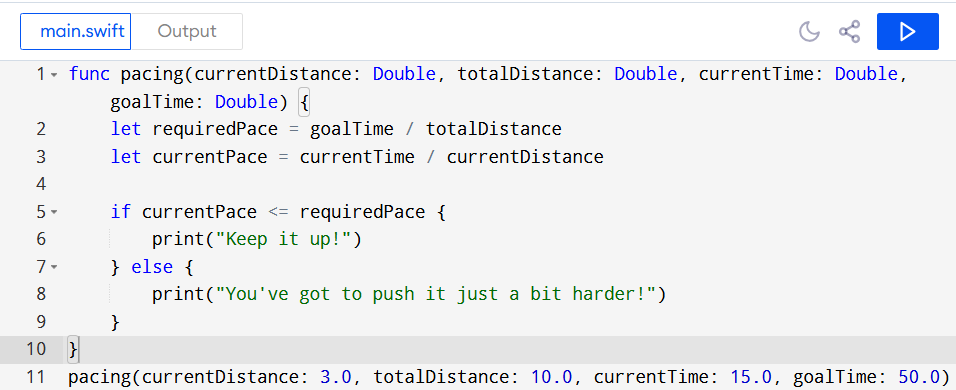 main.swift Output
1 func pacing(currentDistance: Double, totalDistance: Double, currentTime: Double,
goalTime: Double) {
2 let requiredPace = goalTime / totalDistance
3 let currentPace = currentTime / currentDistance
4
5 if currentPace <= requiredPace {
6 print("Keep it up!")
7 } else {
8 print("You've got to push it just a bit harder!")
9 }
10 }
11 pacing(currentDistance: 3.0, totalDistance: 10.0, currentTime: 15.0, goalTime: 50.0)